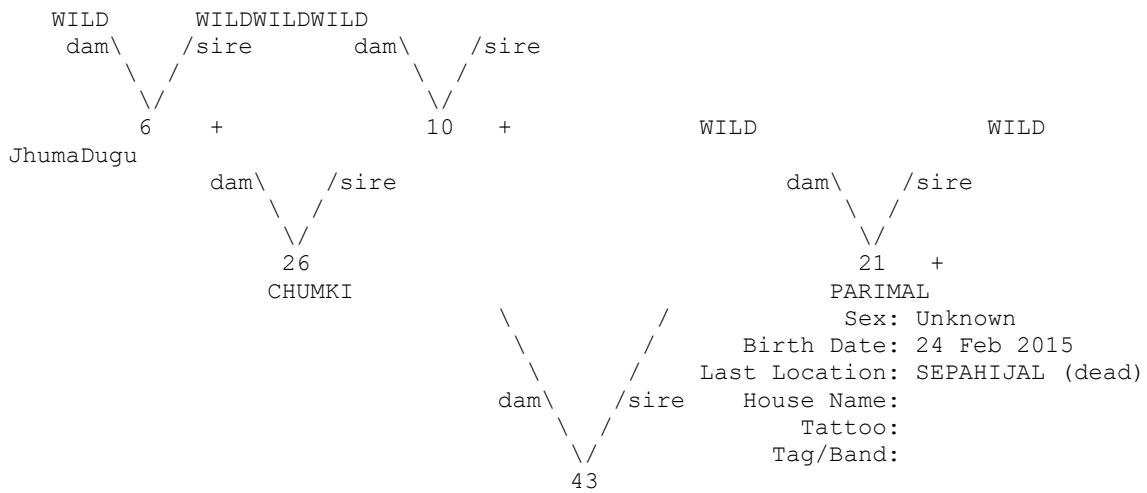 WILD WILDWILDWILD
dam\ /sire dam\ /sire
\ / \ /
\/ \/
6 + 10 + WILD WILD
JhumaDugu
dam\ /sire dam\ /sire
\ / \ /
\/ \/
26 21 +
CHUMKI PARIMAL
\ / Sex: Unknown
\ / Birth Date: 24 Feb 2015
\ / Last Location: SEPAHIJAL (dead)
dam\ /sire House Name:
\ / Tattoo:
\/ Tag/Band:
43